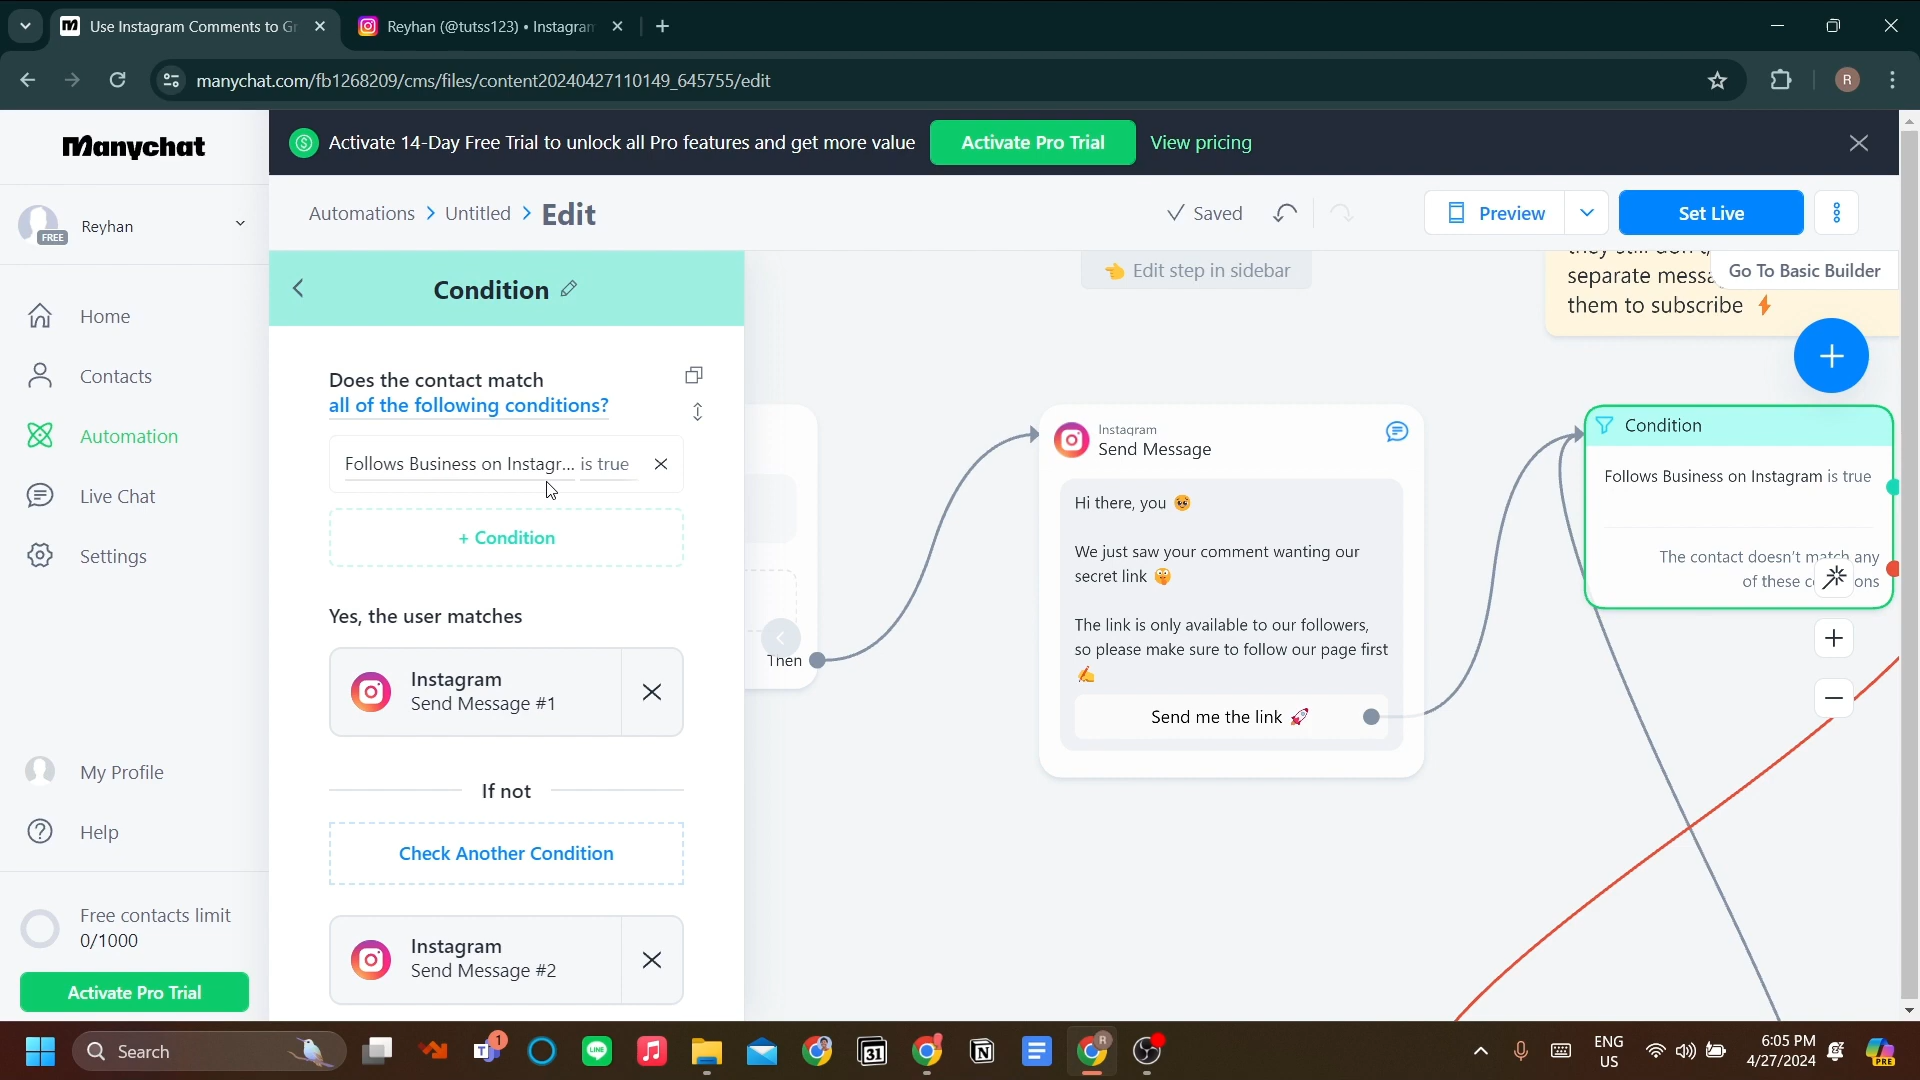 Use Instagram Comments to Gr
Reyhan (@tutss123) • Instagram
manychat.com/fb1268209/cms/files/content20240427110149_645755/edit
R
Manychat
Activate 14-Day Free Trial to unlock all Pro features and get more value
Activate Pro Trial
View pricing
Reyhan
FREE
Automations > Untitled > Edit
Saved
Preview
Set Live
Home
Contacts
Automation
Live Chat
Settings
My Profile
Help
Free contacts limit
0/1000
Activate Pro Trial
Condition
Does the contact match
all of the following conditions?
Follows Business on Instagr... is true
+ Condition
Yes, the user matches
Instagram
Send Message #1
If not
Check Another Condition
Instagram
Send Message #2
👈 Edit step in sidebar
Then
Instagram
Send Message
Hi there, you 🥺
We just saw your comment wanting our
secret link 🤪
The link is only available to our followers,
so please make sure to follow our page first
✍️
Send me the link 🚀
separate messa
them to subscribe ⚡
Go To Basic Builder
Condition
Follows Business on Instagram is true
The contact doesn't match any
of these c ons
Search
1
LINE
31
R
ENG
US
6:05 PM
4/27/2024
PRE